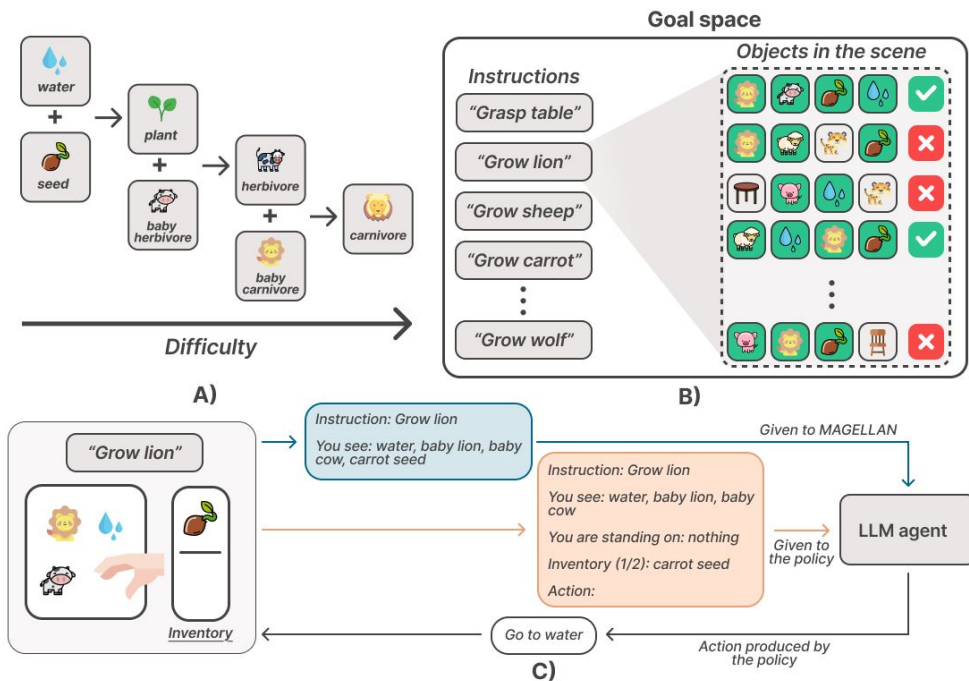 water
+
seed
plant
+
baby
herbivore
herbivore
+
baby
carnivore
carnivore
Difficulty
A)
Goal space
Instructions
“Grasp table”
“Grow lion”
“Grow sheep”
“Grow carrot”
“Grow wolf”
Objects in the scene
B)
“Grow lion”
Inventory
Instruction: Grow lion
You see: water, baby lion, baby
cow, carrot seed
Given to MAGELLAN
Instruction: Grow lion
You see: water, baby lion, baby
cow
You are standing on: nothing
Inventory (1/2): carrot seed
Action:
Given to
the policy
LLM agent
Go to water
Action produced by
the policy
C)